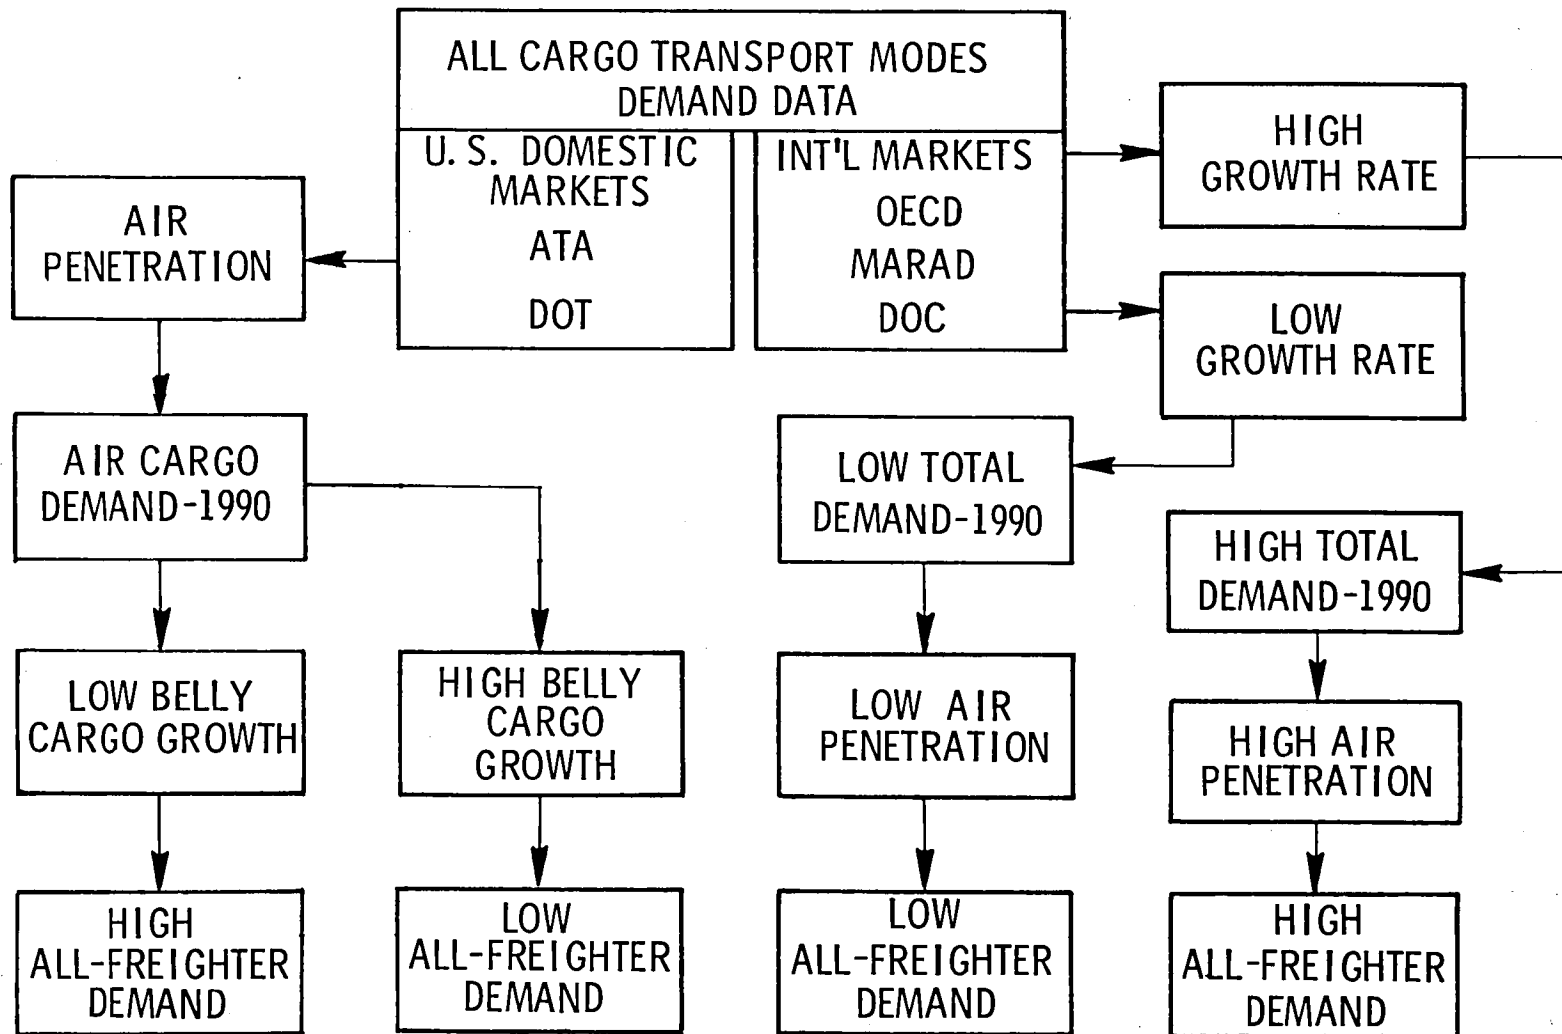 ALL CARGO TRANSPORT MODES
DEMAND DATA
U.S. DOMESTIC
MARKETS
ATA
DOT
INT'L MARKETS
OECD
MARAD
DOC
HIGH
GROWTH RATE
LOW
GROWTH RATE
AIR
PENETRATION
AIR CARGO
DEMAND-1990
LOW TOTAL
DEMAND-1990
HIGH TOTAL
DEMAND-1990
LOW BELLY
CARGO GROWTH
HIGH BELLY
CARGO
GROWTH
LOW AIR
PENETRATION
HIGH AIR
PENETRATION
HIGH
ALL-FREIGHTER
DEMAND
LOW
ALL-FREIGHTER
DEMAND
LOW
ALL-FREIGHTER
DEMAND
HIGH
ALL-FREIGHTER
DEMAND